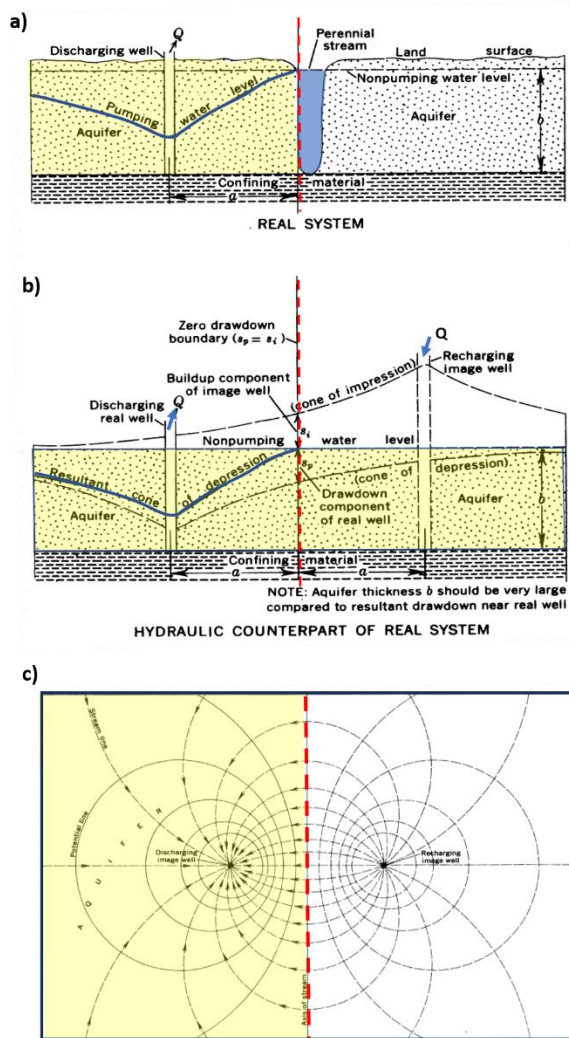 a)
Q
Discharging well
Perennial
stream
Land surface
Nonpumping water level
Pumping water level
Aquifer
Aquifer
b
Confining material
a
REAL SYSTEM
b)
Zero drawdown
boundary (sp = si)
Q
Recharging
image well
Buildup component
of image well
(cone of impression)
Discharging
real well
Q
si
Nonpumping water level
Resultant cone of depression
sp
(cone of depression)
Drawdown
component of
real well
Aquifer
Aquifer
b
Confining material
a
a
NOTE: Aquifer thickness b should be very large
compared to resultant drawdown near real well
HYDRAULIC COUNTERPART OF REAL SYSTEM
c)
Stream line
Potential line
AQUIFER
Discharging image well
Recharging
image well
Axis of stream